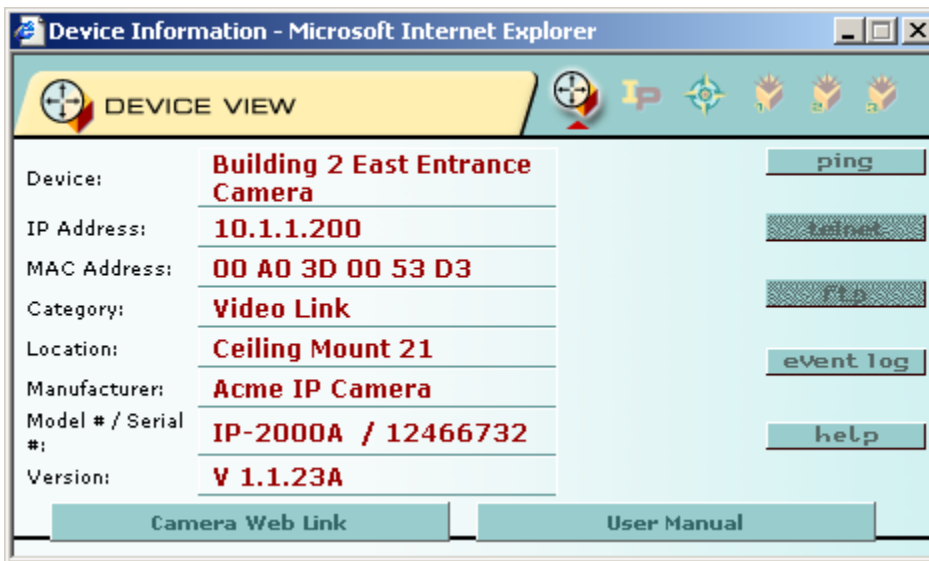 Device Information - Microsoft Internet Explorer
DEVICE VIEW
IP
1
2
3
Device:
Building 2 East Entrance
Camera
ping
IP Address:
10.1.1.200
telnet
MAC Address:
00 A0 3D 00 53 D3
Category:
Video Link
ftp
Location:
Ceiling Mount 21
event log
Manufacturer:
Acme IP Camera
Model # / Serial
#:
IP-2000A / 12466732
help
Version:
V 1.1.23A
Camera Web Link
User Manual